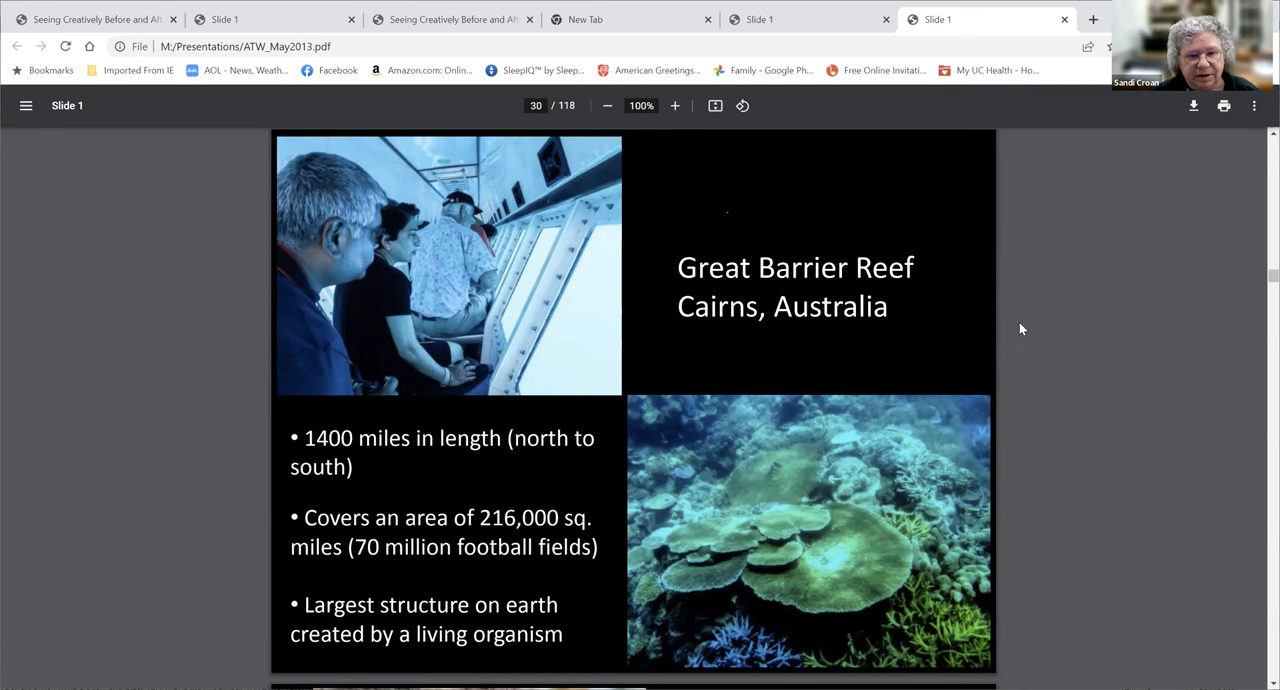 Seeing Creatively Before and Aft
Slide 1
Seeing Creatively Before and Aft
New Tab
Slide 1
Slide 1
File
M:/Presentations/ATW_May2013.pdf
Bookmarks
Imported From IE
Aol.
AOL - News, Weath...
Facebook
a
Amazon.com: Onlin...
SleepIQ™ by Sleep...
American Greetings...
Family - Google Ph...
Free Online Invitati...
My UC Health - Ho...
Sandi Croan
Slide 1
30 / 118
100%
Great Barrier Reef
Cairns, Australia
• 1400 miles in length (north to
south)
• Covers an area of 216,000 sq.
miles (70 million football fields)
• Largest structure on earth
created by a living organism